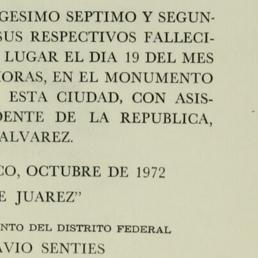 GESIMO SEPTIMO Y SEGUN-
SUS RESPECTIVOS FALLECI-
LUGAR EL DIA 19 DEL MES
HORAS, EN EL MONUMENTO
ESTA CIUDAD, CON ASIS-
DENTE DE LA REPUBLICA,
ALVAREZ.
CO, OCTUBRE DE 1972
E JUAREZ"
NTO DEL DISTRITO FEDERAL
AVIO SENTIES